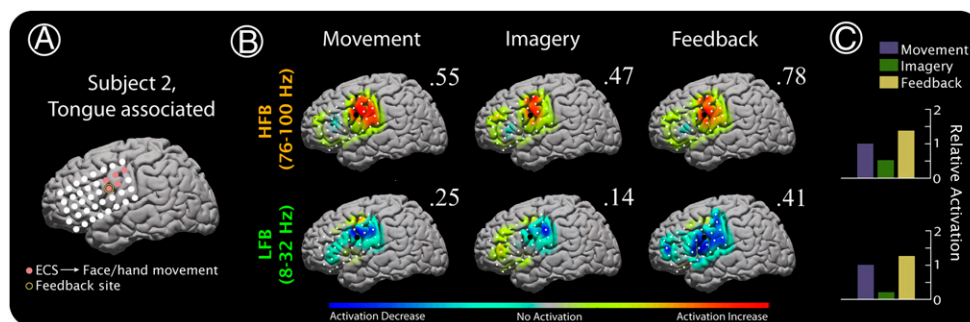 A
Subject 2,
Tongue associated
ECS → Face/hand movement
Feedback site
B
Movement Imagery Feedback
HFB
(76-100 Hz)
.55 .47 .78
LFB
(8-32 Hz)
.25 .14 .41
Activation Decrease No Activation Activation Increase
C
Movement
Imagery
Feedback
2
1
0
2
1
0
Relative Activation